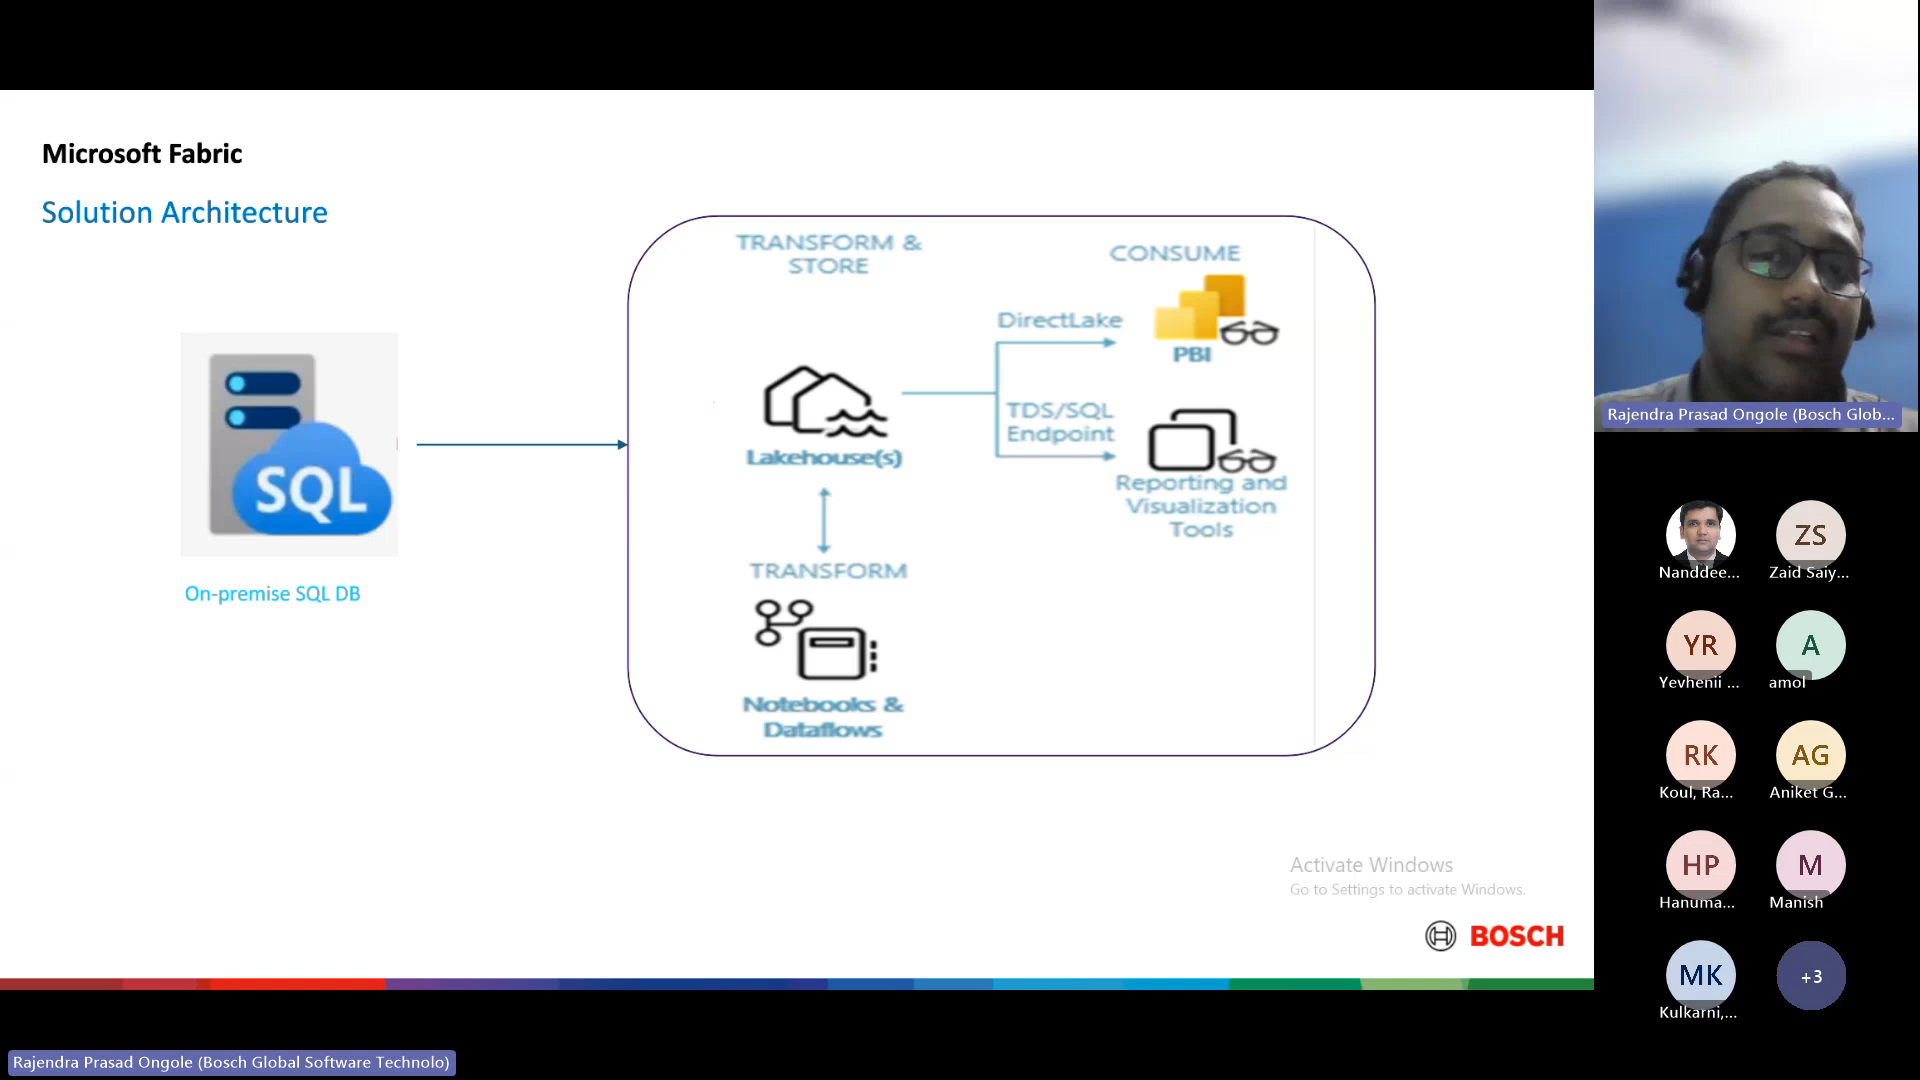 Microsoft Fabric
Solution Architecture
TRANSFORM &
STORE
CONSUME
DirectLake
PBI
SQL
TDS/SQL
Endpoint
Lakehouse(s)
Reporting and
Visualization
Tools
TRANSFORM
On-premise SQL DB
Notebooks &
Dataflows
Activate Windows
Go to Settings to activate Windows.
BOSCH
Rajendra Prasad Ongole (Bosch Global Software Technolo)
Rajendra Prasad Ongole (Bosch Glob...
ZS
Nanddee...
Zaid Saiy...
YR
A
Yevhenii ...
amol
RK
AG
Koul, Ra...
Aniket G...
HP
M
Hanuma...
Manish
MK
+3
Kulkarni,...